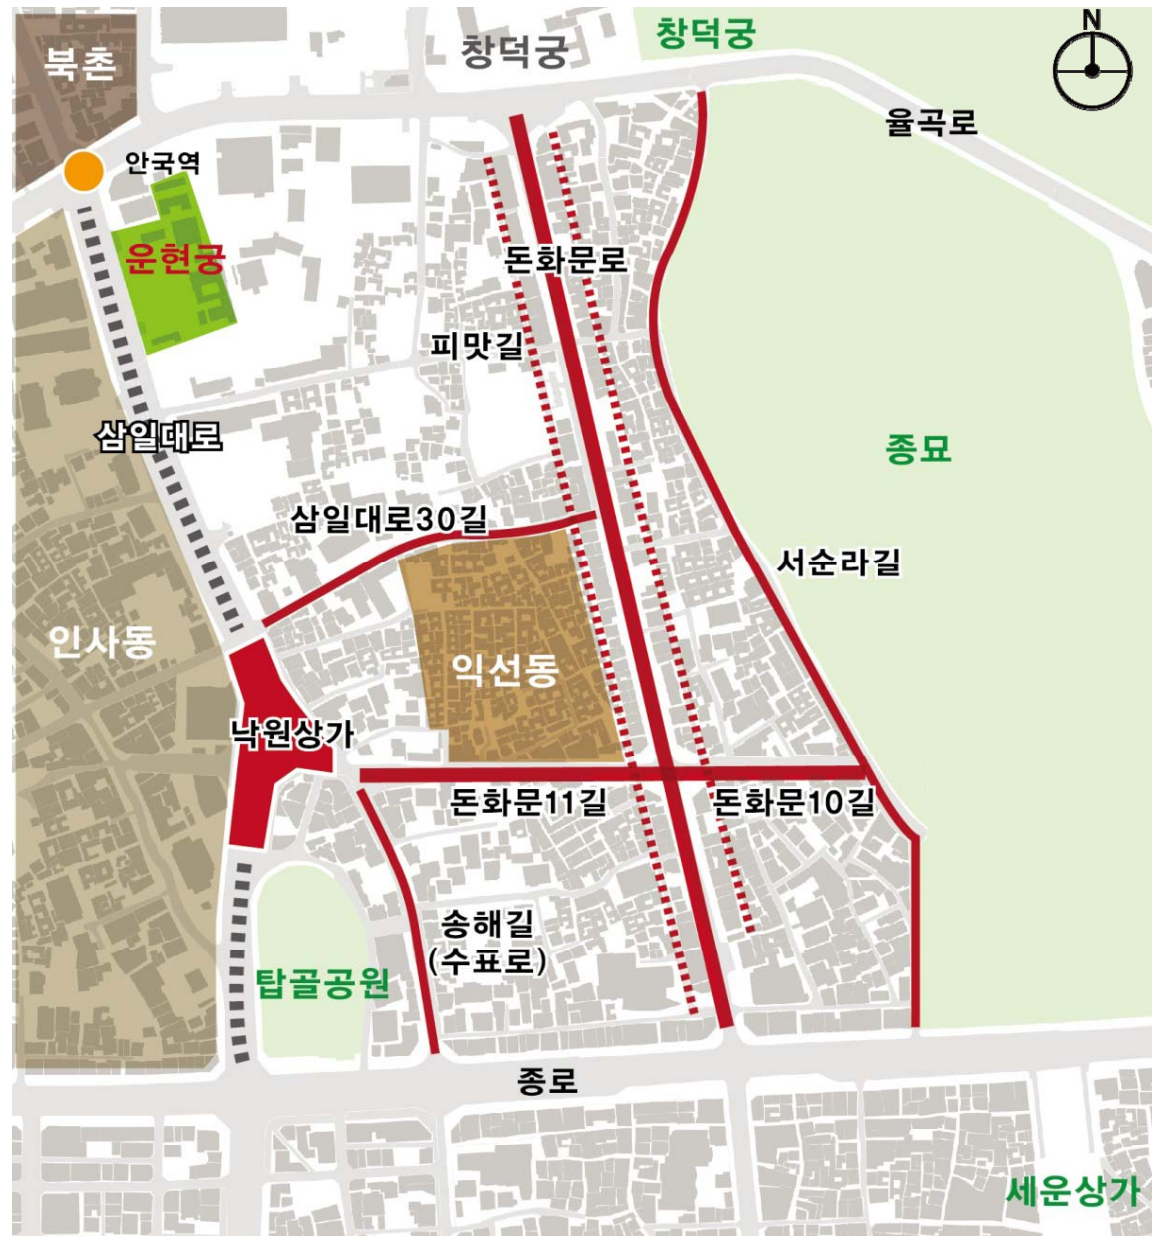 창덕궁
N
창덕궁
북촌
율곡로
안국역
운현궁
돈화문로
피맛길
삼일대로
종묘
삼일대로30길
서순라길
인사동
익선동
낙원상가
돈화문11길
돈화문10길
송해길
(수표로)
탑골공원
종로
세운상가